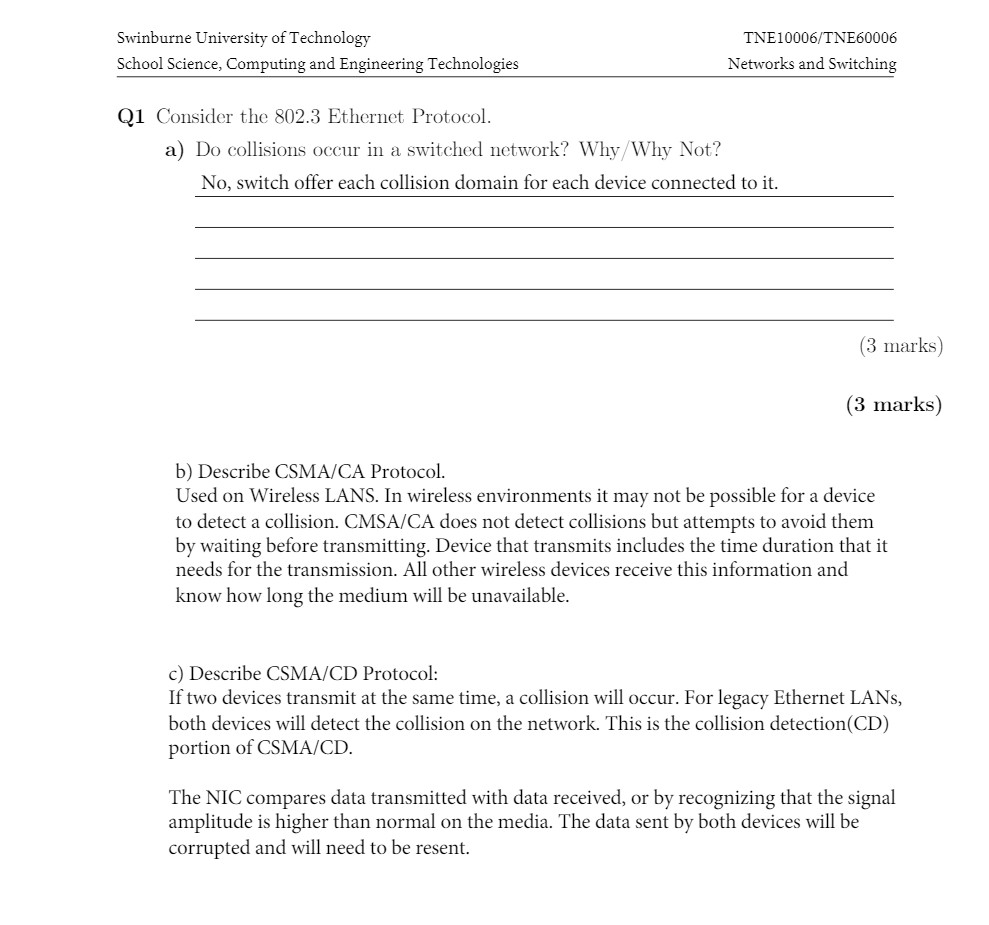 Swinburne University of Technology
TNE10006/TNE60006
School Science, Computing and Engineering Technologies
Networks and Switching
Q1 Consider the 802.3 Ethernet Protocol.
a) Do collisions occur in a switched network? Why/Why Not?
No, switch offer each collision domain for each device connected to it.
(3 marks)
(3 marks)
b) Describe CSMA/CA Protocol.
Used on Wireless LANS. In wireless environments it may not be possible for a device
to detect a collision. CMSA/CA does not detect collisions but attempts to avoid them
by waiting before transmitting. Device that transmits includes the time duration that it
needs for the transmission. All other wireless devices receive this information and
know how long the medium will be unavailable.
c) Describe CSMA/CD Protocol:
If two devices transmit at the same time, a collision will occur. For legacy Ethernet LANs,
both devices will detect the collision on the network. This is the collision detection(CD)
portion of CSMA/CD.
The NIC compares data transmitted with data received, or by recognizing that the signal
amplitude is higher than normal on the media. The data sent by both devices will be
corrupted and will need to be resent.